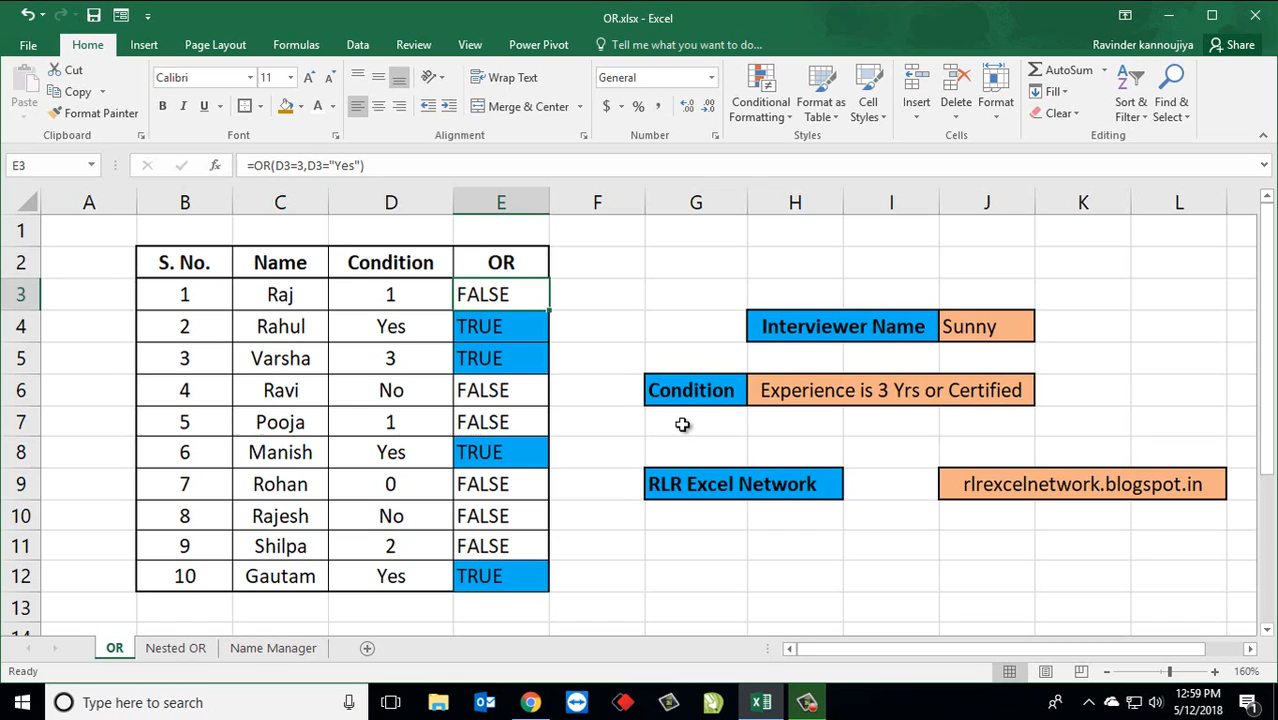 OR.xlsx - Excel
File Home Insert Page Layout Formulas Data Review View Power Pivot Tell me what you want to do... Ravinder kannoujiya Share
Paste
Cut
Copy
Format Painter
Clipboard
Calibri 11
B I U
Font
Wrap Text
Merge & Center
Alignment
General
$ % ,
Number
Conditional Formatting
Format as Table
Cell Styles
Styles
Insert
Delete
Format
Cells
AutoSum
Fill
Clear
Sort & Filter
Find & Select
Editing
E3 fx =OR(D3=3,D3="Yes")
A B C D E F G H I J K L
1
2 S. No. Name Condition OR
3 1 Raj 1 FALSE
4 2 Rahul Yes TRUE Interviewer Name Sunny
5 3 Varsha 3 TRUE
6 4 Ravi No FALSE Condition Experience is 3 Yrs or Certified
7 5 Pooja 1 FALSE
8 6 Manish Yes TRUE
9 7 Rohan 0 FALSE RLR Excel Network rlrexcelnetwork.blogspot.in
10 8 Rajesh No FALSE
11 9 Shilpa 2 FALSE
12 10 Gautam Yes TRUE
13
OR Nested OR Name Manager
Ready 160%
Type here to search 12:59 PM
5/12/2018